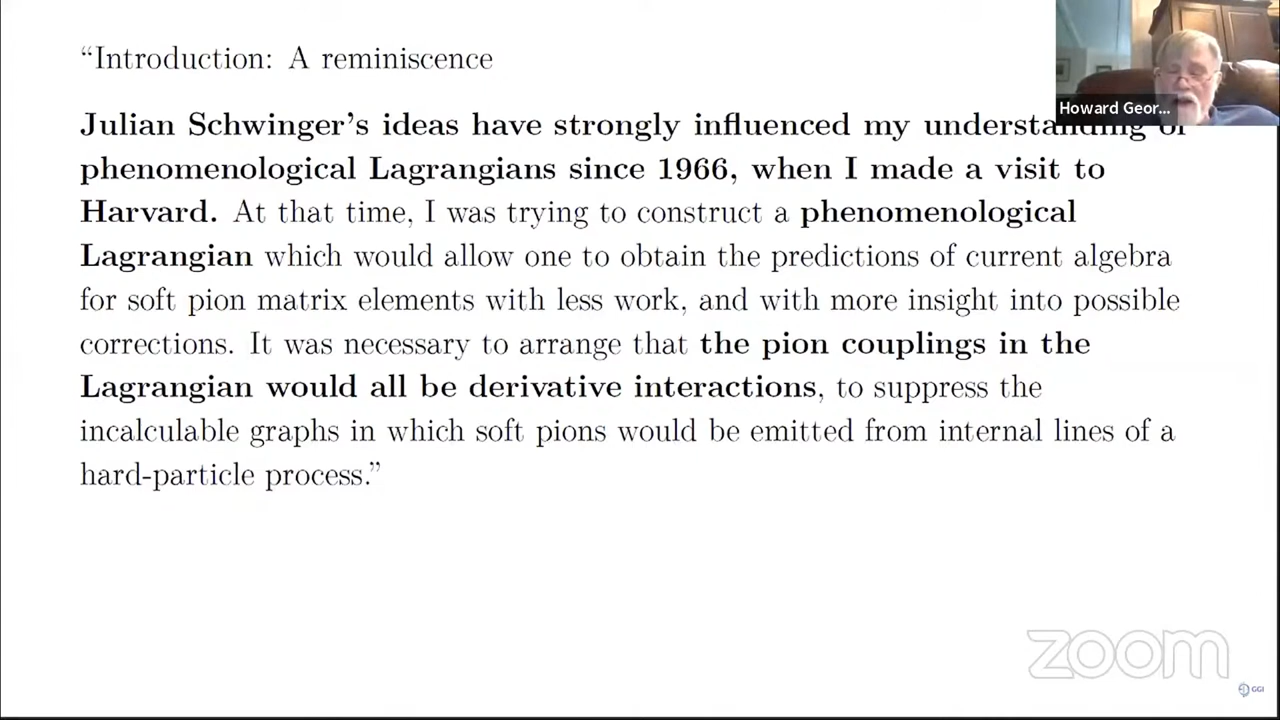 “Introduction: A reminiscence
Howard Geor...
Julian Schwinger’s ideas have strongly influenced my understanding of
phenomenological Lagrangians since 1966, when I made a visit to
Harvard. At that time, I was trying to construct a phenomenological
Lagrangian which would allow one to obtain the predictions of current algebra
for soft pion matrix elements with less work, and with more insight into possible
corrections. It was necessary to arrange that the pion couplings in the
Lagrangian would all be derivative interactions, to suppress the
incalculable graphs in which soft pions would be emitted from internal lines of a
hard-particle process.”
zoom
GGI